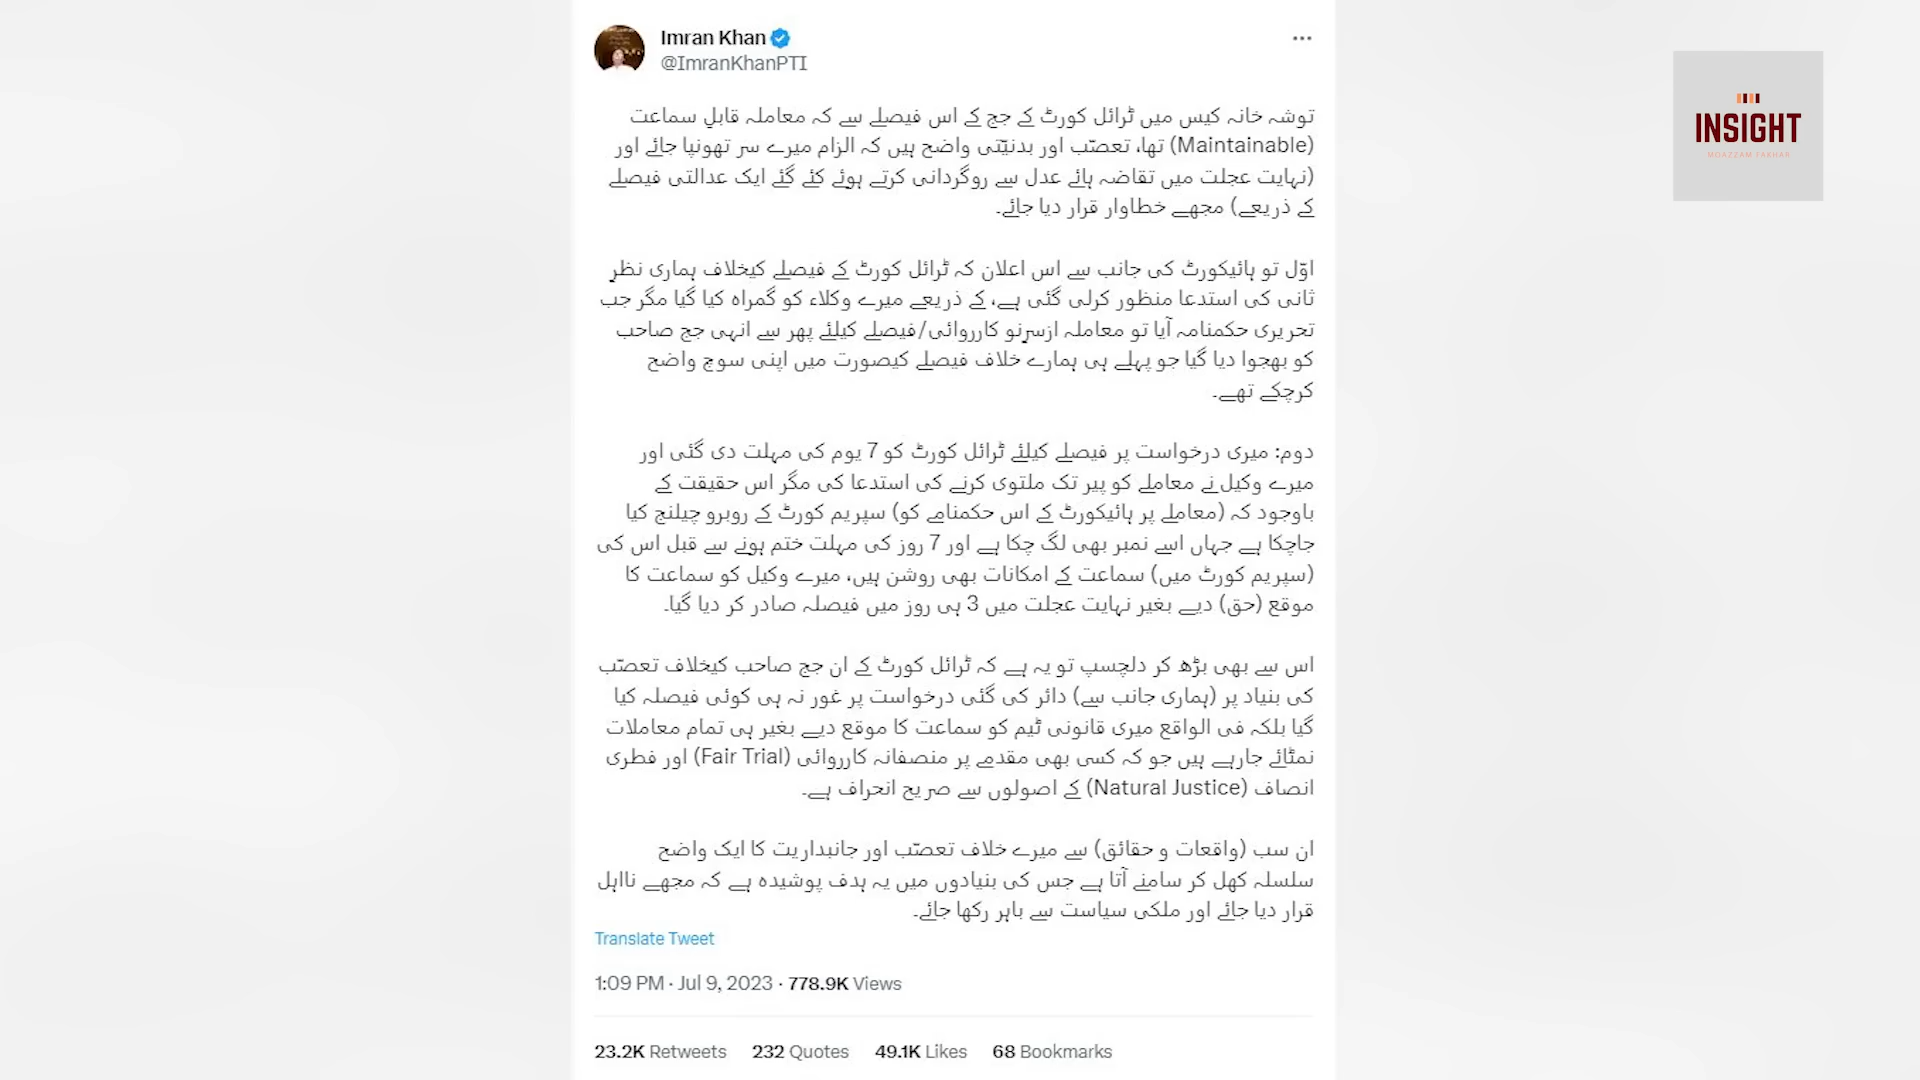 Imran Khan
@ImranKhanPTI
توشہ خانہ کیس میں ٹرائل کورٹ کے جج کے اس فیصلے سے کہ معاملہ قابلِ سماعت
(Maintainable) تھا، تعصّب اور بدنیّتی واضح ہیں کہ الزام میرے سر تھونپا جائے اور
(نہایت عجلت میں تقاضہ ہائے عدل سے روگردانی کرتے ہوئے کئے گئے ایک عدالتی فیصلے
کے ذریعے) مجھے خطاوار قرار دیا جائے۔
اوّل تو ہائیکورٹ کی جانب سے اس اعلان کہ ٹرائل کورٹ کے فیصلے کیخلاف ہماری نظرِ
ثانی کی استدعا منظور کرلی گئی ہے، کے ذریعے میرے وکلاء کو گمراہ کیا گیا مگر جب
تحریری حکمنامہ آیا تو معاملہ ازسرِنو کارروائی/فیصلے کیلئے پھر سے انہی جج صاحب
کو بھجوا دیا گیا جو پہلے ہی ہمارے خلاف فیصلے کیصورت میں اپنی سوچ واضح
کرچکے تھے۔
دوم: میری درخواست پر فیصلے کیلئے ٹرائل کورٹ کو 7 یوم کی مہلت دی گئی اور
میرے وکیل نے معاملے کو پیر تک ملتوی کرنے کی استدعا کی مگر اس حقیقت کے
باوجود کہ (معاملے پر ہائیکورٹ کے اس حکمنامے کو) سپریم کورٹ کے روبرو چیلنج کیا
جاچکا ہے جہاں اسے نمبر بھی لگ چکا ہے اور 7 روز کی مہلت ختم ہونے سے قبل اس کی
(سپریم کورٹ میں) سماعت کے امکانات بھی روشن ہیں، میرے وکیل کو سماعت کا
موقع (حق) دیے بغیر نہایت عجلت میں 3 ہی روز میں فیصلہ صادر کر دیا گیا۔
اس سے بھی بڑھ کر دلچسپ تو یہ ہے کہ ٹرائل کورٹ کے ان جج صاحب کیخلاف تعصّب
کی بنیاد پر (ہماری جانب سے) دائر کی گئی درخواست پر غور نہ ہی کوئی فیصلہ کیا
گیا بلکہ فی الواقع میری قانونی ٹیم کو سماعت کا موقع دیے بغیر ہی تمام معاملات
نمٹائے جارہے ہیں جو کہ کسی بھی مقدمے پر منصفانہ کارروائی (Fair Trial) اور فطری
انصاف (Natural Justice) کے اصولوں سے صریح انحراف ہے۔
ان سب (واقعات و حقائق) سے میرے خلاف تعصّب اور جانبداریت کا ایک واضح
سلسلہ کھل کر سامنے آتا ہے جس کی بنیادوں میں یہ ہدف پوشیدہ ہے کہ مجھے نااہل
قرار دیا جائے اور ملکی سیاست سے باہر رکھا جائے۔
Translate Tweet
1:09 PM · Jul 9, 2023 · 778.9K Views
23.2K Retweets 232 Quotes 49.1K Likes 68 Bookmarks
INSIGHT
MOAZZAM FAKHAR